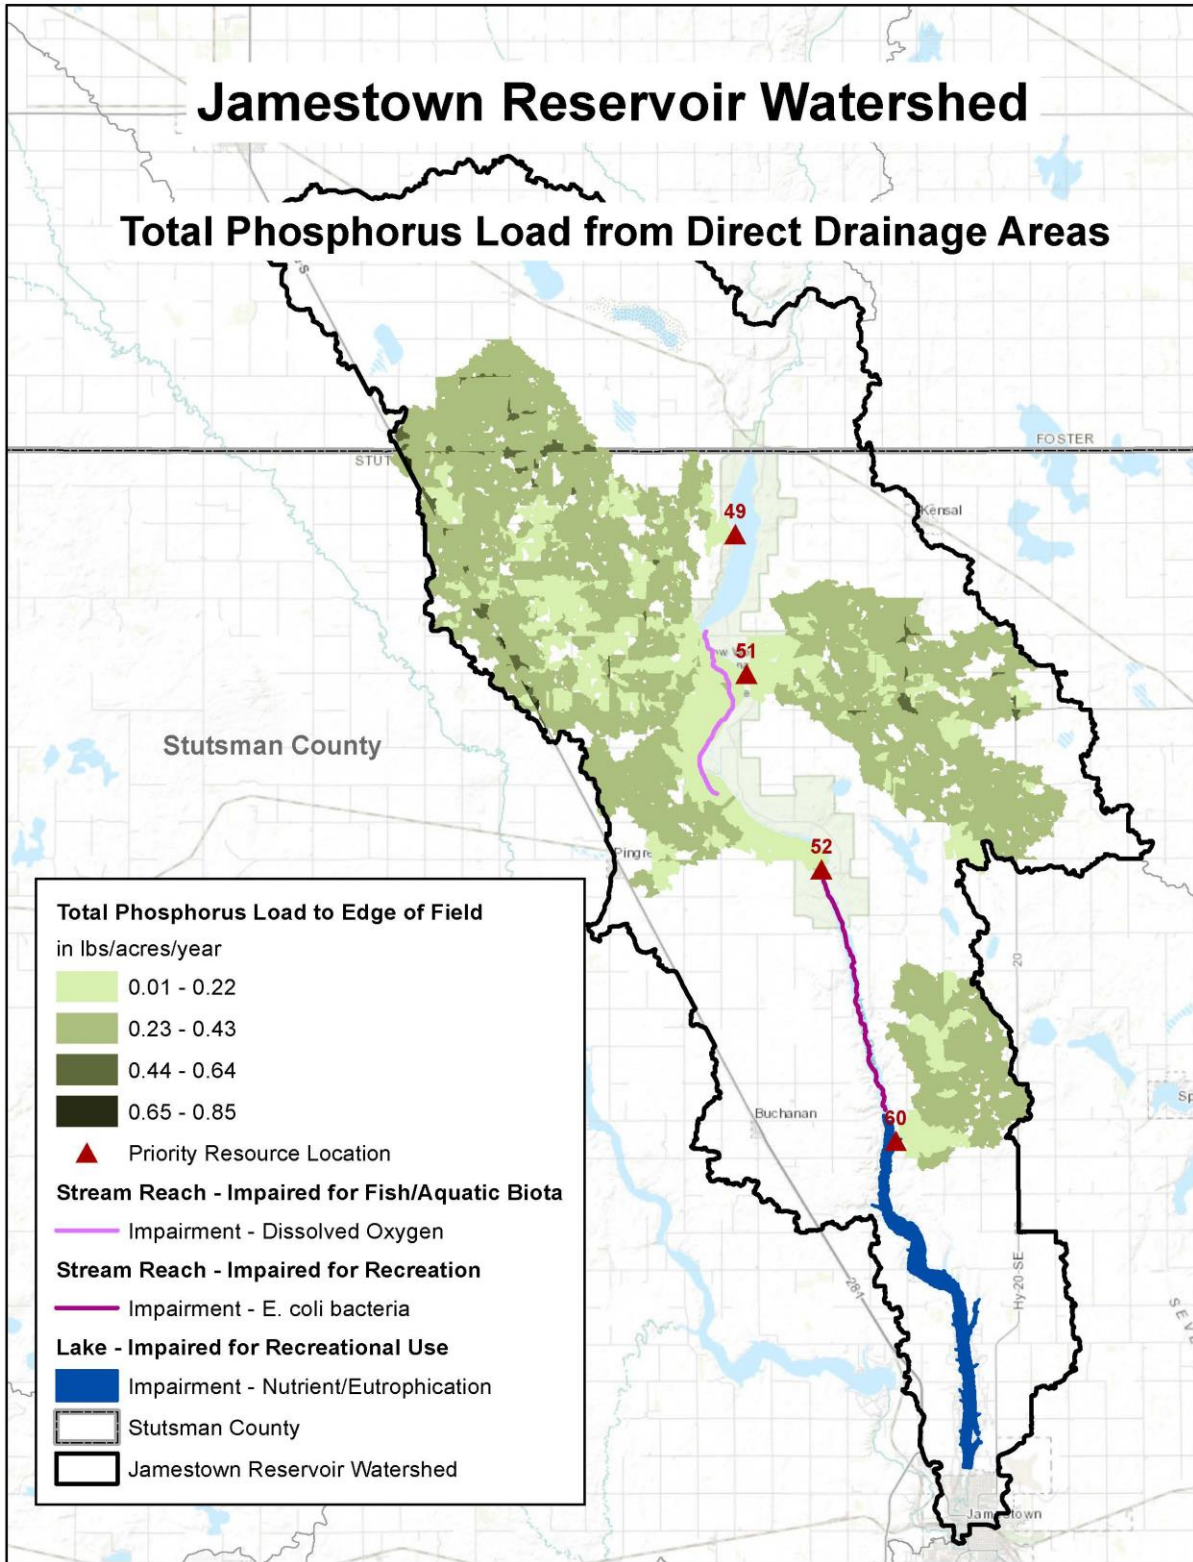 Jamestown Reservoir Watershed
Total Phosphorus Load from Direct Drainage Areas
FOSTER
STUT
Kensal
49
51
Stutsman County
52
Pingre
20
60
Buchanan
281
Hy-20-SE
Sp
SEVE
Jamestown
Total Phosphorus Load to Edge of Field
in lbs/acres/year
0.01 - 0.22
0.23 - 0.43
0.44 - 0.64
0.65 - 0.85
Priority Resource Location
Stream Reach - Impaired for Fish/Aquatic Biota
Impairment - Dissolved Oxygen
Stream Reach - Impaired for Recreation
Impairment - E. coli bacteria
Lake - Impaired for Recreational Use
Impairment - Nutrient/Eutrophication
Stutsman County
Jamestown Reservoir Watershed